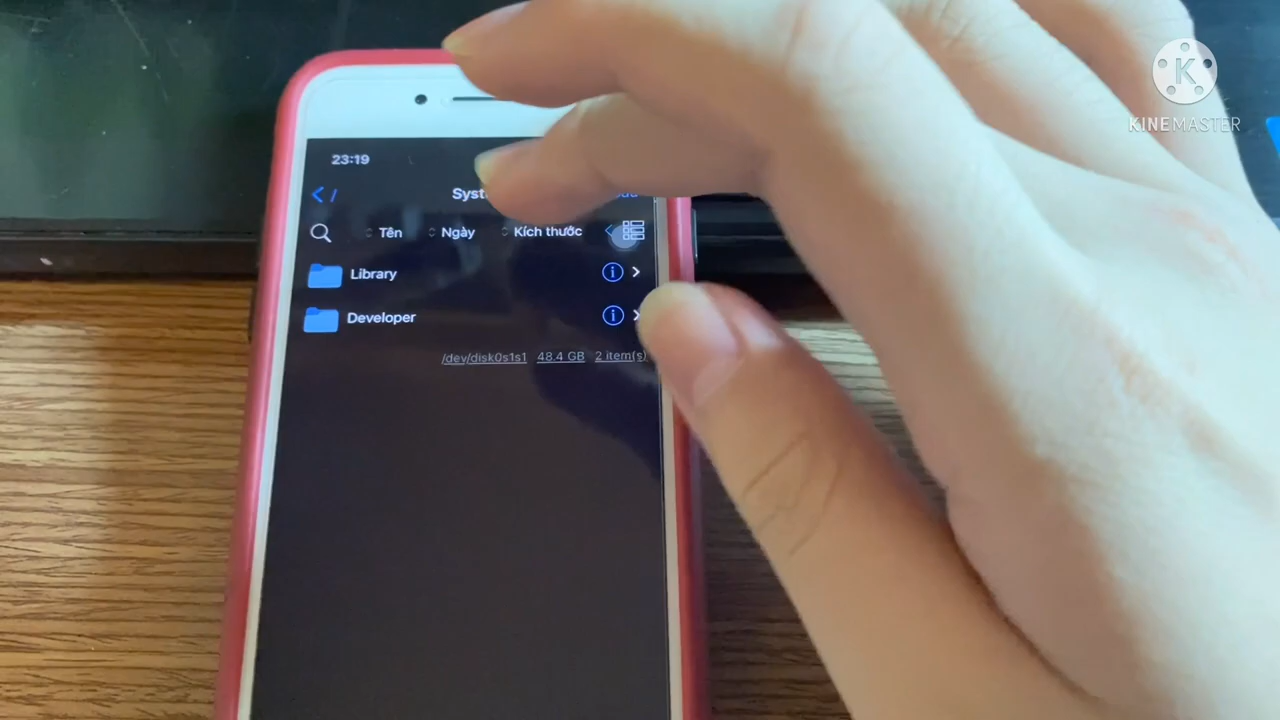 KINEMASTER
23:19
/
Tên Ngày Kích thước
Library
Developer
/dev/disk0s1s1 48.4 GB 2 item(s)